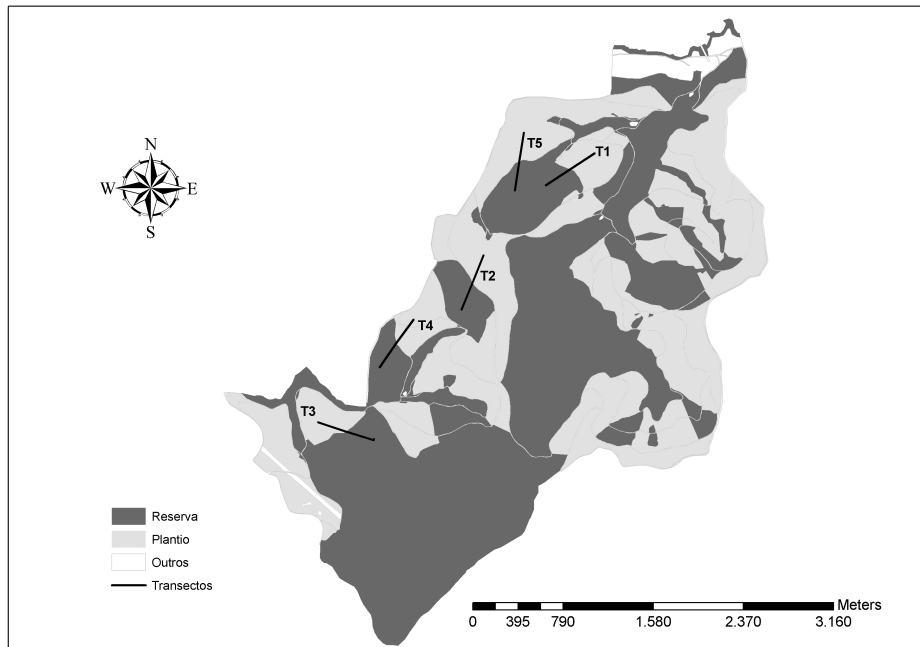 N
W E
S
T5
T1
T2
T4
T3
Reserva
Plantio
Outros
Transectos
Meters
0 395 790 1.580 2.370 3.160